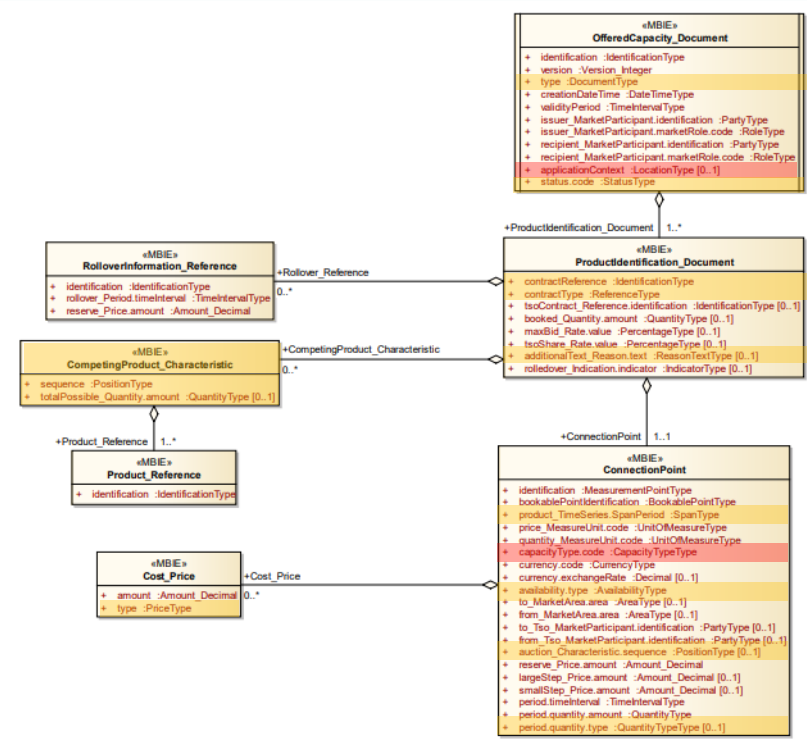 «MBIE»
OfferedCapacity_Document
+ identification :IdentificationType
+ version :Version_Integer
+ type :DocumentType
+ creationDateTime :DateTimeType
+ validityPeriod :TimeIntervalType
+ issuer_MarketParticipant.identification :PartyType
+ issuer_MarketParticipant.marketRole.code :RoleType
+ recipient_MarketParticipant.identification :PartyType
+ recipient_MarketParticipant.marketRole.code :RoleType
+ applicationContext :LocationType [0..1]
+ status.code :StatusType
+ProductIdentification_Document 1..*
«MBIE»
ProductIdentification_Document
+ contractReference :IdentificationType
+ contractType :ReferenceType
+ tsoContract_Reference.identification :IdentificationType [0..1]
+ booked_Quantity.amount :QuantityType [0..1]
+ maxBid_Rate.value :PercentageType [0..1]
+ tsoShare_Rate.value :PercentageType [0..1]
+ additionalText_Reason.text :ReasonTextType [0..1]
+ rolledover_Indication.indicator :IndicatorType [0..1]
«MBIE»
RolloverInformation_Reference
+ identification :IdentificationType
+ rollover_Period.timeInterval :TimeIntervalType
+ reserve_Price.amount :Amount_Decimal
+Rollover_Reference
0..*
«MBIE»
CompetingProduct_Characteristic
+ sequence :PositionType
+ totalPossible_Quantity.amount :QuantityType [0..1]
+CompetingProduct_Characteristic
0..*
+Product_Reference 1..*
«MBIE»
Product_Reference
+ identification :IdentificationType
+ConnectionPoint 1..1
«MBIE»
ConnectionPoint
+ identification :MeasurementPointType
+ bookablePointIdentification :BookablePointType
+ product_TimeSeries.SpanPeriod :SpanType
+ price_MeasureUnit.code :UnitOfMeasureType
+ quantity_MeasureUnit.code :UnitOfMeasureType
+ capacityType.code :CapacityTypeType
+ currency.code :CurrencyType
+ currency.exchangeRate :Decimal [0..1]
+ availability.type :AvailabilityType
+ to_MarketArea.area :AreaType [0..1]
+ from_MarketArea.area :AreaType [0..1]
+ to_Tso_MarketParticipant.identification :PartyType [0..1]
+ from_Tso_MarketParticipant.identification :PartyType [0..1]
+ auction_Characteristic.sequence :PositionType [0..1]
+ reserve_Price.amount :Amount_Decimal
+ largeStep_Price.amount :Amount_Decimal [0..1]
+ smallStep_Price.amount :Amount_Decimal [0..1]
+ period.timeInterval :TimeIntervalType
+ period.quantity.amount :QuantityType
+ period.quantity.type :QuantityTypeType [0..1]
«MBIE»
Cost_Price
+ amount :Amount_Decimal
+ type :PriceType
+Cost_Price
0..*